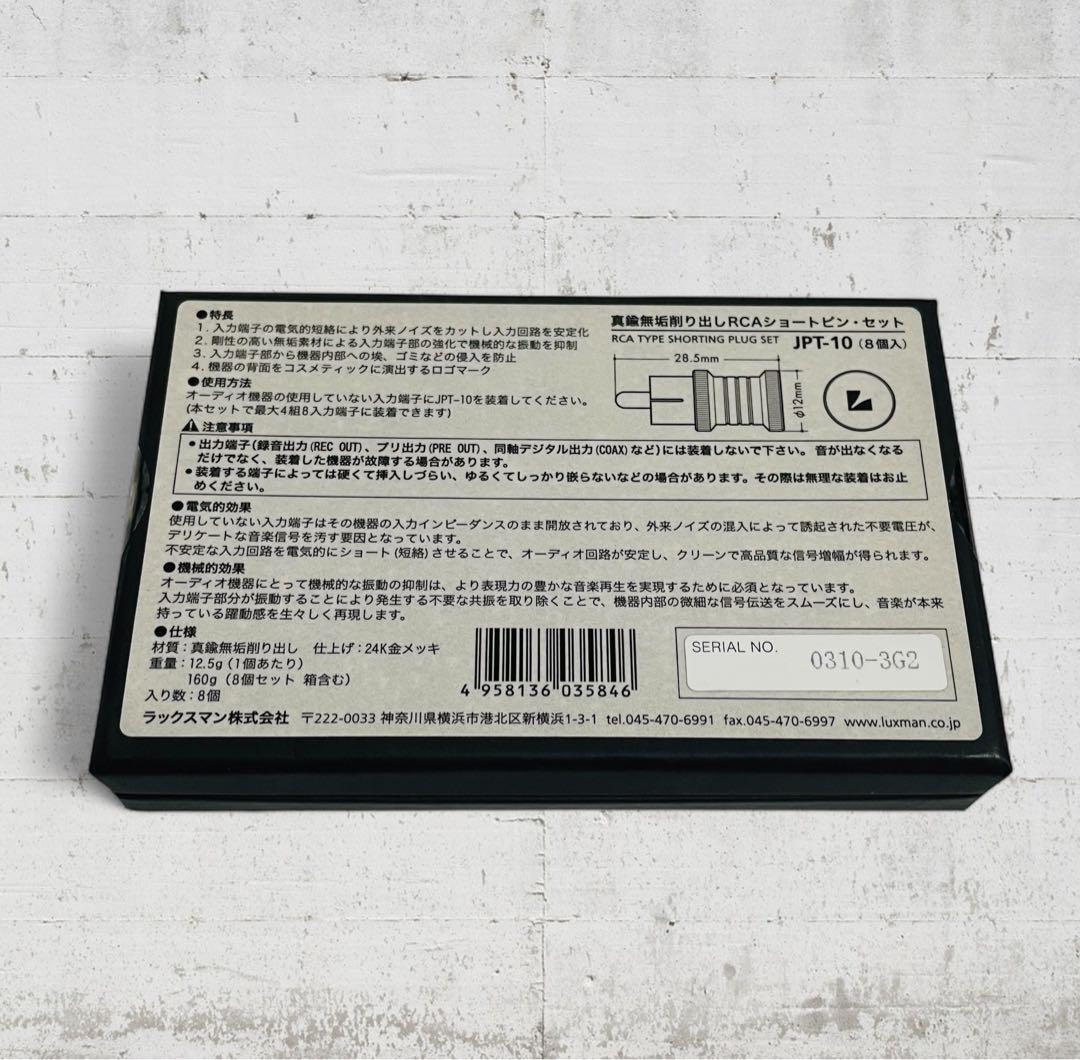 ●特長
1. 入力端子の電気的短絡により外来ノイズをカットし入力回路を安定化
2. 剛性の高い無垢素材による入力端子部の強化で機械的な振動を抑制
3. 入力端子部から機器内部への埃、ゴミなどの侵入を防止
4. 機器の背面をコスメティックに演出するロゴマーク
●使用方法
オーディオ機器の使用していない入力端子にJPT-10を装着してください。
(本セットで最大4組8入力端子に装着できます)
真鍮無垢削り出しRCAショートピン・セット
RCA TYPE SHORTING PLUG SET JPT-10 (8個入)
28.5mm
φ12mm
⚠注意事項
●出力端子(録音出力(REC OUT)、プリ出力(PRE OUT)、同軸デジタル出力(COAX)など)には装着しないで下さい。音が出なくなる
だけでなく、装着した機器が故障する場合があります。
●装着する端子によっては硬くて挿入しづらい、ゆるくてしっかり嵌らないなどの場合があります。その際は無理な装着はお止
めください。
●電気的効果
使用していない入力端子はその機器の入力インピーダンスのまま開放されており、外来ノイズの混入によって誘起された不要電圧が、
デリケートな音楽信号を汚す要因となっています。
不安定な入力回路を電気的にショート(短絡)させることで、オーディオ回路が安定し、クリーンで高品質な信号増幅が得られます。
●機械的効果
オーディオ機器にとって機械的な振動の抑制は、より表現力の豊かな音楽再生を実現するために必須となっています。
入力端子部分が振動することにより発生する不要な共振を取り除くことで、機器内部の微細な信号伝送をスムーズにし、音楽が本来
持っている躍動感を生々しく再現します。
●仕様
材質：真鍮無垢削り出し 仕上げ：24K金メッキ
重量：12.5g (1個あたり)
160g (8個セット 箱含む)
入り数：8個
4 958136 035846
SERIAL NO. 0310-3G2
ラックスマン株式会社 〒222-0033 神奈川県横浜市港北区新横浜1-3-1 tel.045-470-6991 fax.045-470-6997 www.luxman.co.jp